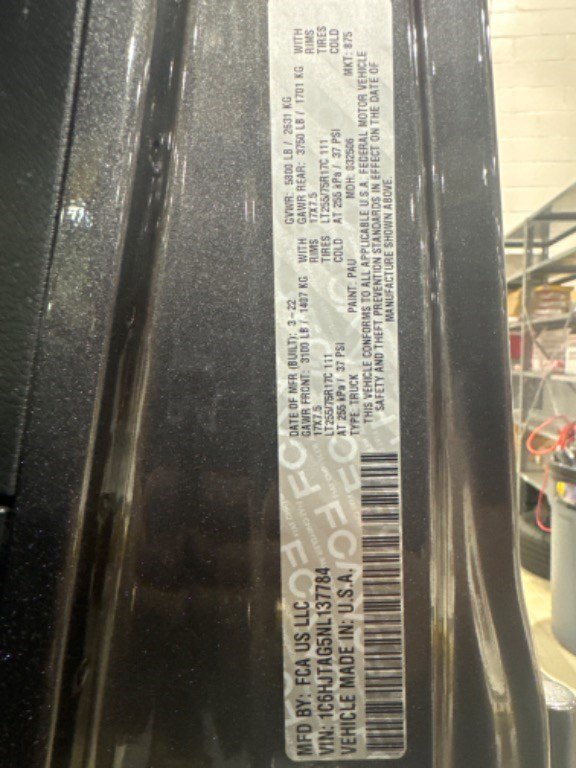 MFD BY: FCA US LLC
VIN: 1C6HJTAG5NL137784
VEHICLE MADE IN: U.S.A.
DATE OF MFR (BUILT): 3-22 GVWR: 5800 LB / 2631 KG
GAWR FRONT: 3100 LB / 1407 KG WITH GAWR REAR: 3750 LB / 1701 KG WITH
17X7.5 RIMS 17X7.5 RIMS
LT255/75R17C 111 TIRES LT255/75R17C 111 TIRES
AT 255 kPa / 37 PSI COLD AT 255 kPa / 37 PSI COLD
TYPE: TRUCK PAINT: PAU MDH: 032506 MKT: 875
THIS VEHICLE CONFORMS TO ALL APPLICABLE U.S.A. FEDERAL MOTOR VEHICLE
SAFETY AND THEFT PREVENTION STANDARDS IN EFFECT ON THE DATE OF
MANUFACTURE SHOWN ABOVE.